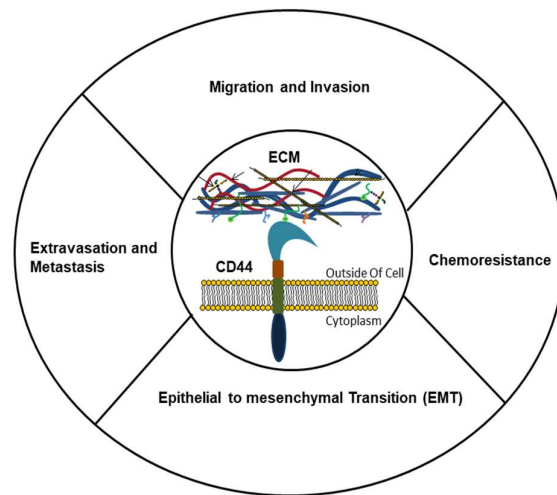 Migration and Invasion
ECM
Extravasation and
Metastasis
CD44
Outside Of Cell
Chemoresistance
Cytoplasm
Epithelial to mesenchymal Transition (EMT)